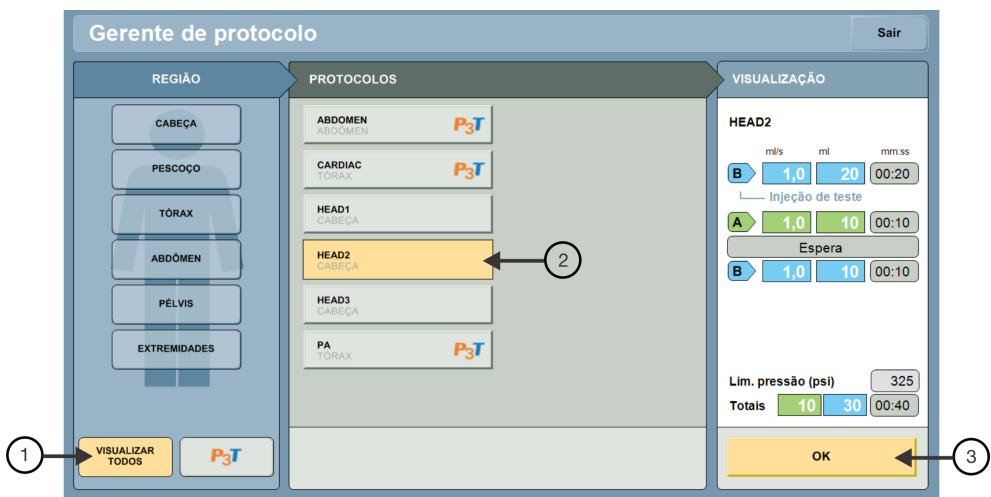 Gerente de protocolo
Sair
REGIÃO
CABEÇA
PESCOÇO
TÓRAX
ABDÔMEN
PÉLVIS
EXTREMIDADES
1
VISUALIZAR
TODOS
P3T
PROTOCOLOS
ABDOMEN
ABDÔMEN
P3T
CARDIAC
TÓRAX
P3T
HEAD1
CABEÇA
HEAD2
CABEÇA
2
HEAD3
CABEÇA
PA
TÓRAX
P3T
VISUALIZAÇÃO
HEAD2
ml/s ml mm:ss
B 1,0 20 00:20
Injeção de teste
A 1,0 10 00:10
Espera
B 1,0 10 00:10
Lim. pressão (psi) 325
Totais 10 30 00:40
OK
3